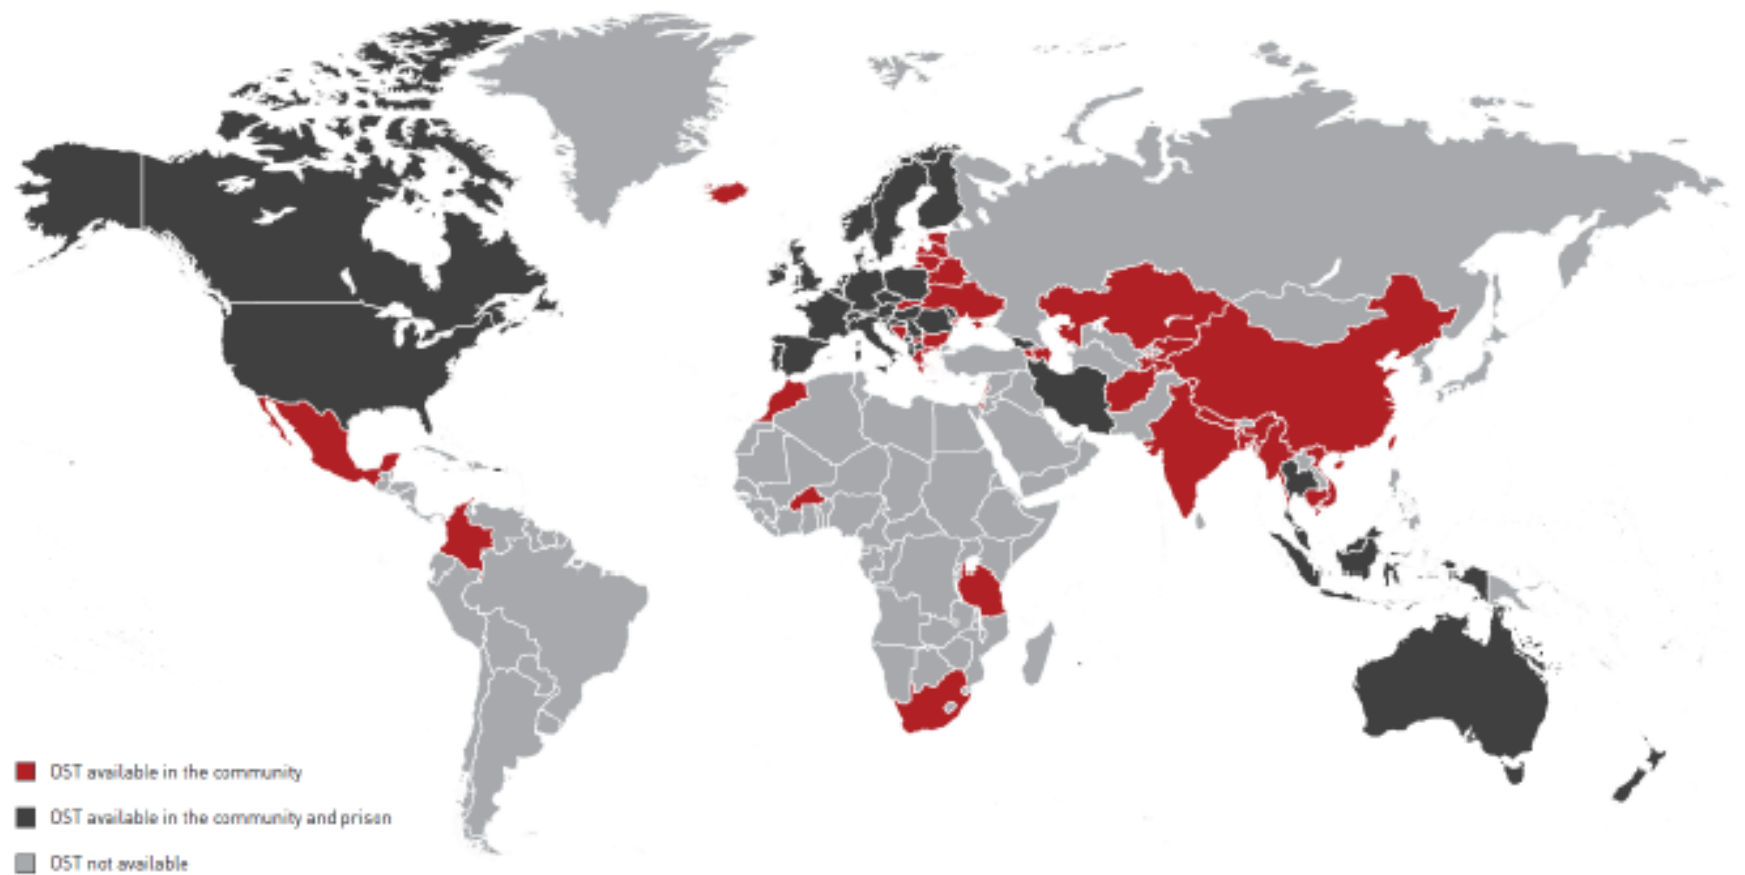 OST available in the community
OST available in the community and prison
OST not available